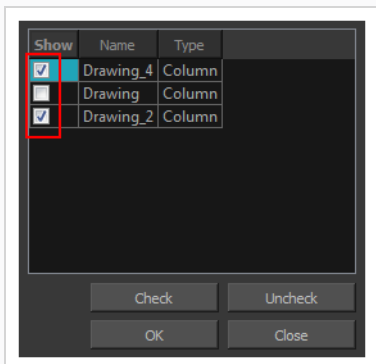 Show Name Type
Drawing_4 Column
Drawing Column
Drawing_2 Column
Check Uncheck
OK Close